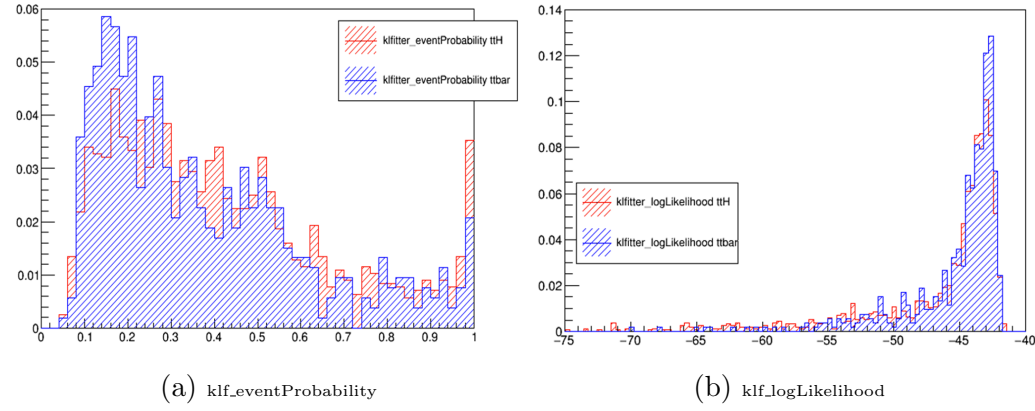 0.06
0.05
0.04
0.03
0.02
0.01
0
0 0.1 0.2 0.3 0.4 0.5 0.6 0.7 0.8 0.9 1
klfitter_eventProbability ttH
klfitter_eventProbability ttbar
(a) klf_eventProbability
0.14
0.12
0.1
0.08
0.06
0.04
0.02
0
−75 −70 −65 −60 −55 −50 −45 −40
klfitter_logLikelihood ttH
klfitter_logLikelihood ttbar
(b) klf_logLikelihood